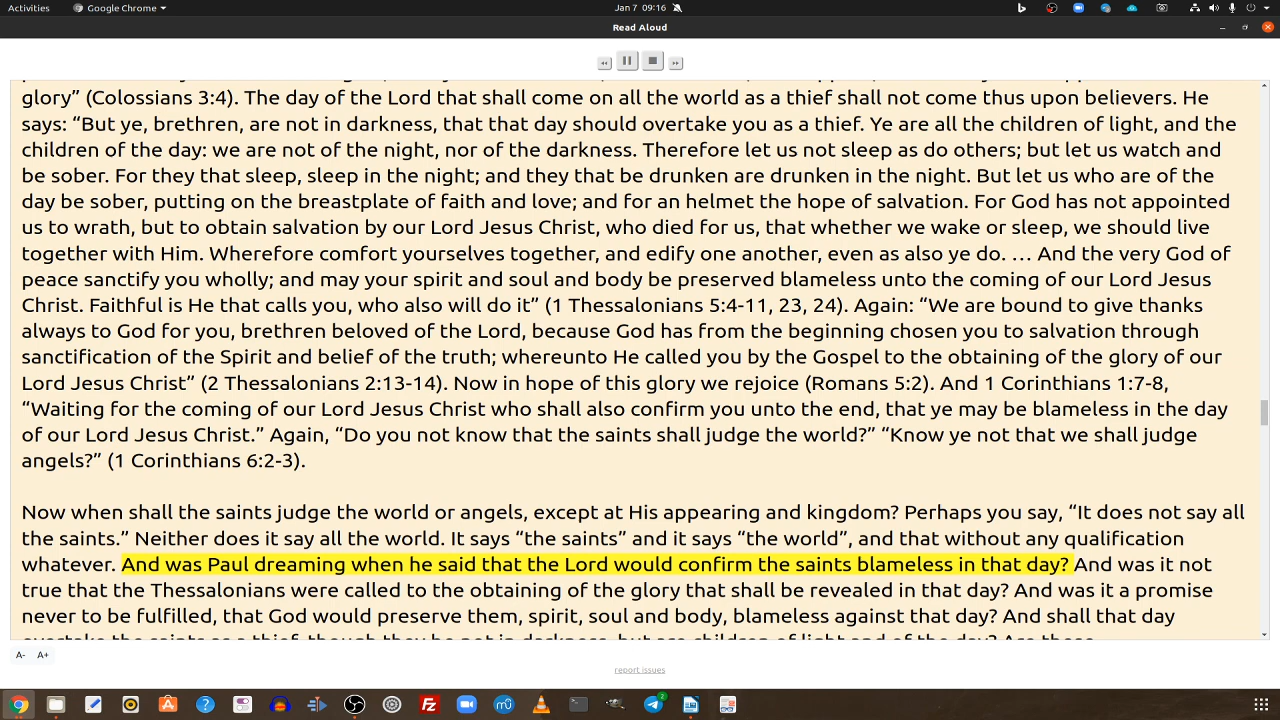 Activities
Google Chrome
Jan 7 09:16
Read Aloud
glory” (Colossians 3:4). The day of the Lord that shall come on all the world as a thief shall not come thus upon believers. He
says: “But ye, brethren, are not in darkness, that that day should overtake you as a thief. Ye are all the children of light, and the
children of the day: we are not of the night, nor of the darkness. Therefore let us not sleep as do others; but let us watch and
be sober. For they that sleep, sleep in the night; and they that be drunken are drunken in the night. But let us who are of the
day be sober, putting on the breastplate of faith and love; and for an helmet the hope of salvation. For God has not appointed
us to wrath, but to obtain salvation by our Lord Jesus Christ, who died for us, that whether we wake or sleep, we should live
together with Him. Wherefore comfort yourselves together, and edify one another, even as also ye do. … And the very God of
peace sanctify you wholly; and may your spirit and soul and body be preserved blameless unto the coming of our Lord Jesus
Christ. Faithful is He that calls you, who also will do it” (1 Thessalonians 5:4-11, 23, 24). Again: “We are bound to give thanks
always to God for you, brethren beloved of the Lord, because God has from the beginning chosen you to salvation through
sanctification of the Spirit and belief of the truth; whereunto He called you by the Gospel to the obtaining of the glory of our
Lord Jesus Christ” (2 Thessalonians 2:13-14). Now in hope of this glory we rejoice (Romans 5:2). And 1 Corinthians 1:7-8,
“Waiting for the coming of our Lord Jesus Christ who shall also confirm you unto the end, that ye may be blameless in the day
of our Lord Jesus Christ.” Again, “Do you not know that the saints shall judge the world?” “Know ye not that we shall judge
angels?” (1 Corinthians 6:2-3).
Now when shall the saints judge the world or angels, except at His appearing and kingdom? Perhaps you say, “It does not say all
the saints.” Neither does it say all the world. It says “the saints” and it says “the world”, and that without any qualification
whatever. And was Paul dreaming when he said that the Lord would confirm the saints blameless in that day? And was it not
true that the Thessalonians were called to the obtaining of the glory that shall be revealed in that day? And was it a promise
never to be fulfilled, that God would preserve them, spirit, soul and body, blameless against that day? And shall that day
overtake the saints as a thief, though they be not in darkness, but are children of light and of the day? Are these
A- A+
report issues
2